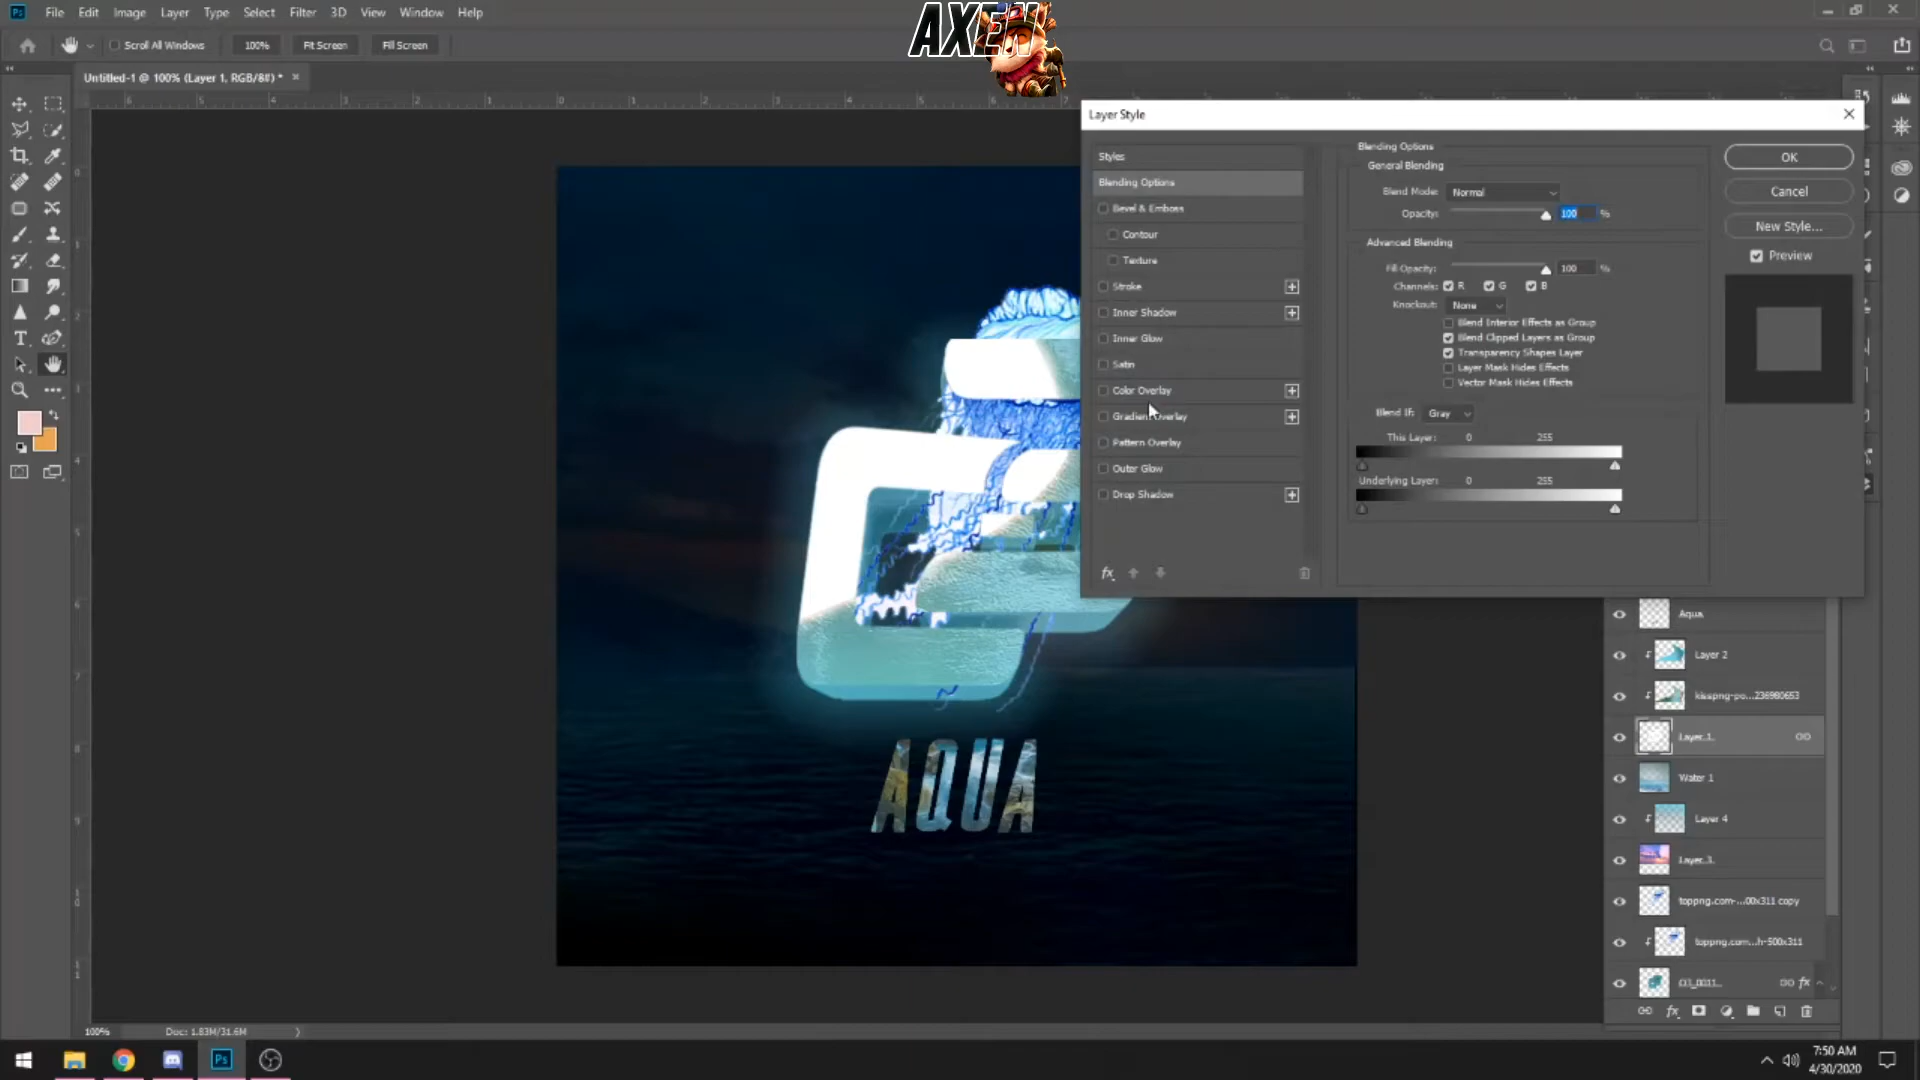 File Edit Image Layer Type Select Filter 3D View Window Help
AXEN
Scroll All Windows 100% Fit Screen Fill Screen
Untitled-1 @ 100% (Layer 1, RGB/8#) *
Layer Style
Styles
Blending Options
Bevel & Emboss
Contour
Texture
Stroke
Inner Shadow
Inner Glow
Satin
Color Overlay
Gradient Overlay
Pattern Overlay
Outer Glow
Drop Shadow
fx
Blending Options
General Blending
Blend Mode: Normal
Opacity: 100 %
Advanced Blending
Fill Opacity: 100 %
Channels: R G B
Knockout: None
Blend Interior Effects as Group
Blend Clipped Layers as Group
Transparency Shapes Layer
Layer Mask Hides Effects
Vector Mask Hides Effects
Blend If: Gray
This Layer: 0 255
Underlying Layer: 0 255
OK
Cancel
New Style...
Preview
AQUA
Aqua
Layer 2
kisspng-po...236980653
Layer 1
Water 1
Layer 4
Layer 3
toppng.com-...00x311 copy
toppng.com...h-500x311
fx
100% Doc: 1.83M/31.6M
7:50 AM
4/30/2020